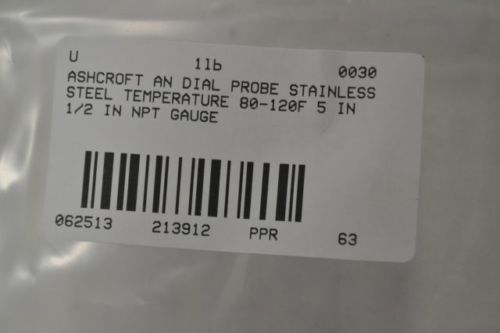 U 1lb 0030
ASHCROFT AN DIAL PROBE STAINLESS
STEEL TEMPERATURE 80-120F 5 IN
1/2 IN NPT GAUGE
062513 213912 PPR 63